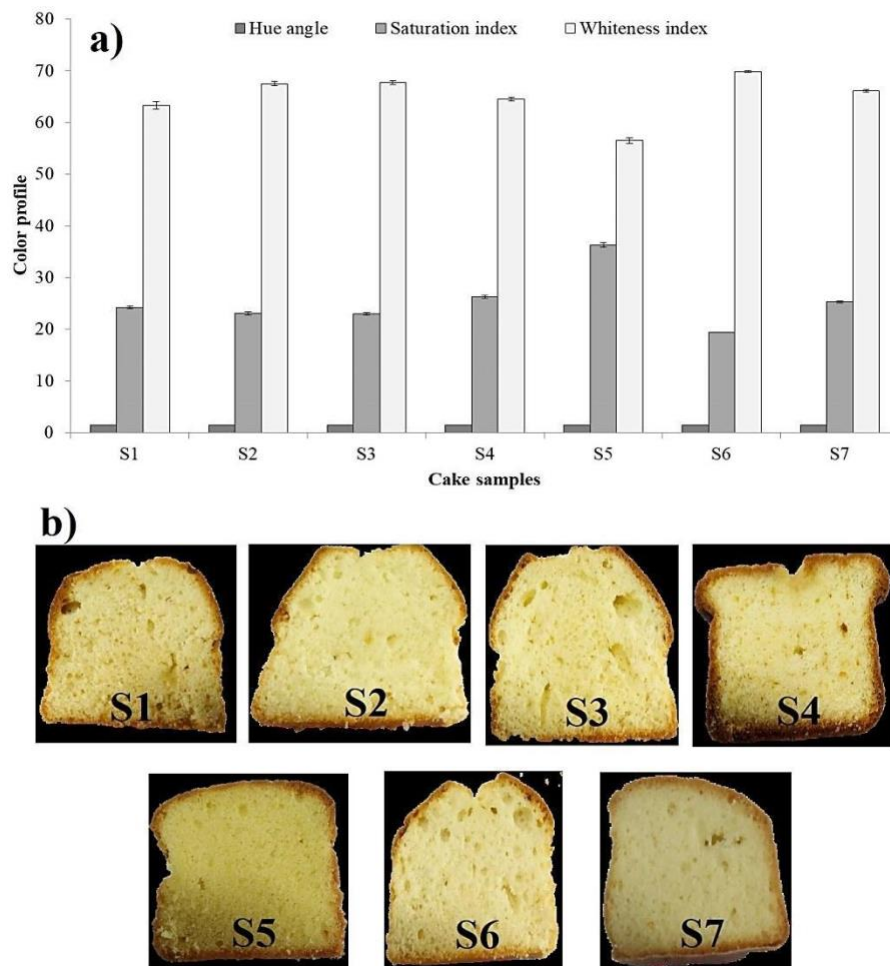 a)
Hue angle Saturation index Whiteness index
80
70
60
50
40
30
20
10
0
Color profile
S1 S2 S3 S4 S5 S6 S7
Cake samples
b)
S1 S2 S3 S4
S5 S6 S7